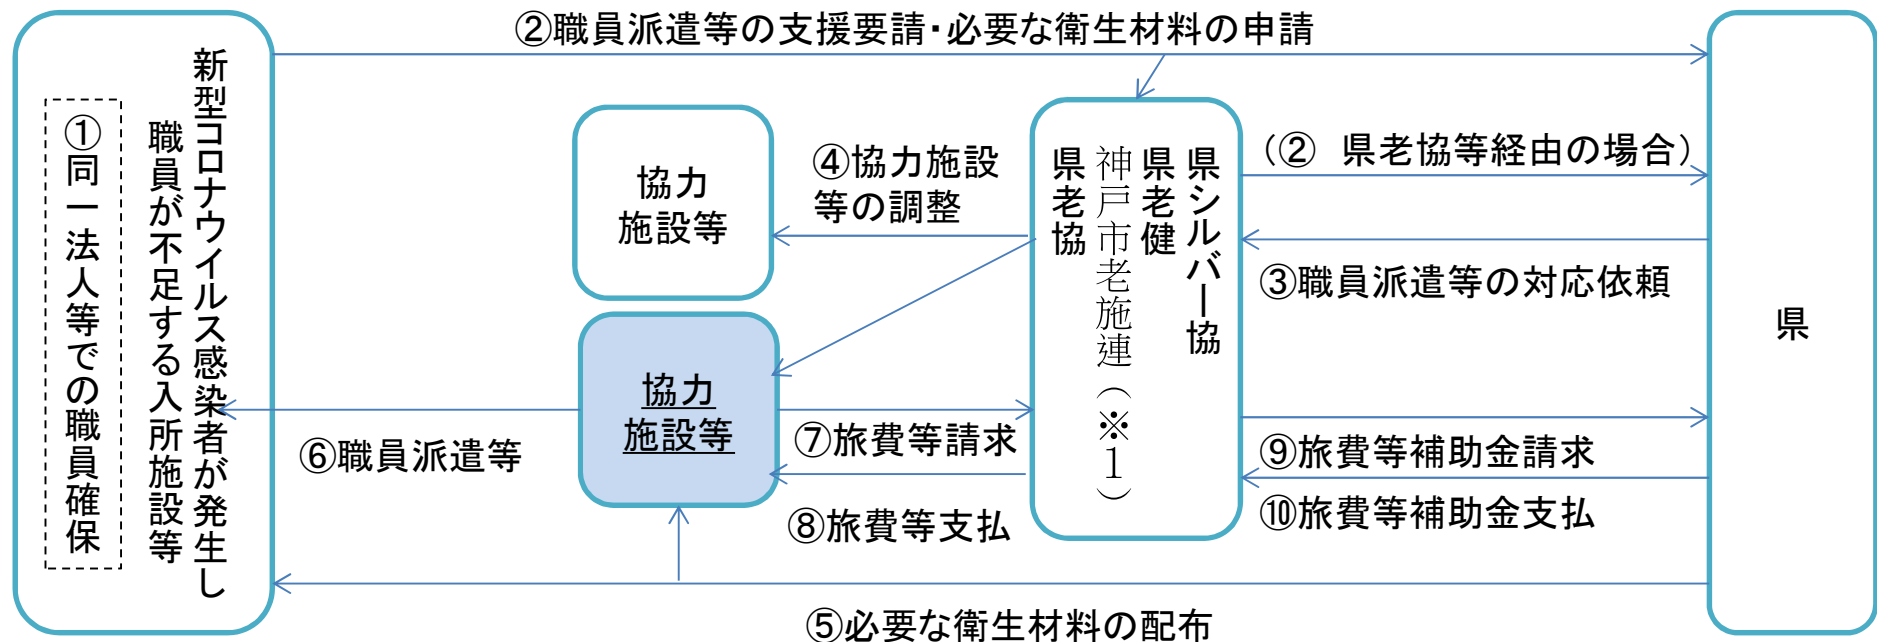 ②職員派遣等の支援要請・必要な衛生材料の申請
新型コロナウイルス感染者が発生し
職員が不足する入所施設等
①同一法人等での職員確保
協力
施設等
④協力施設
等の調整
県シルバー協
県老健
神戸市老施連(※1)
県老協
(② 県老協等経由の場合)
③職員派遣等の対応依頼
県
協力
施設等
⑥職員派遣等
⑦旅費等請求
⑧旅費等支払
⑨旅費等補助金請求
⑩旅費等補助金支払
⑤必要な衛生材料の配布